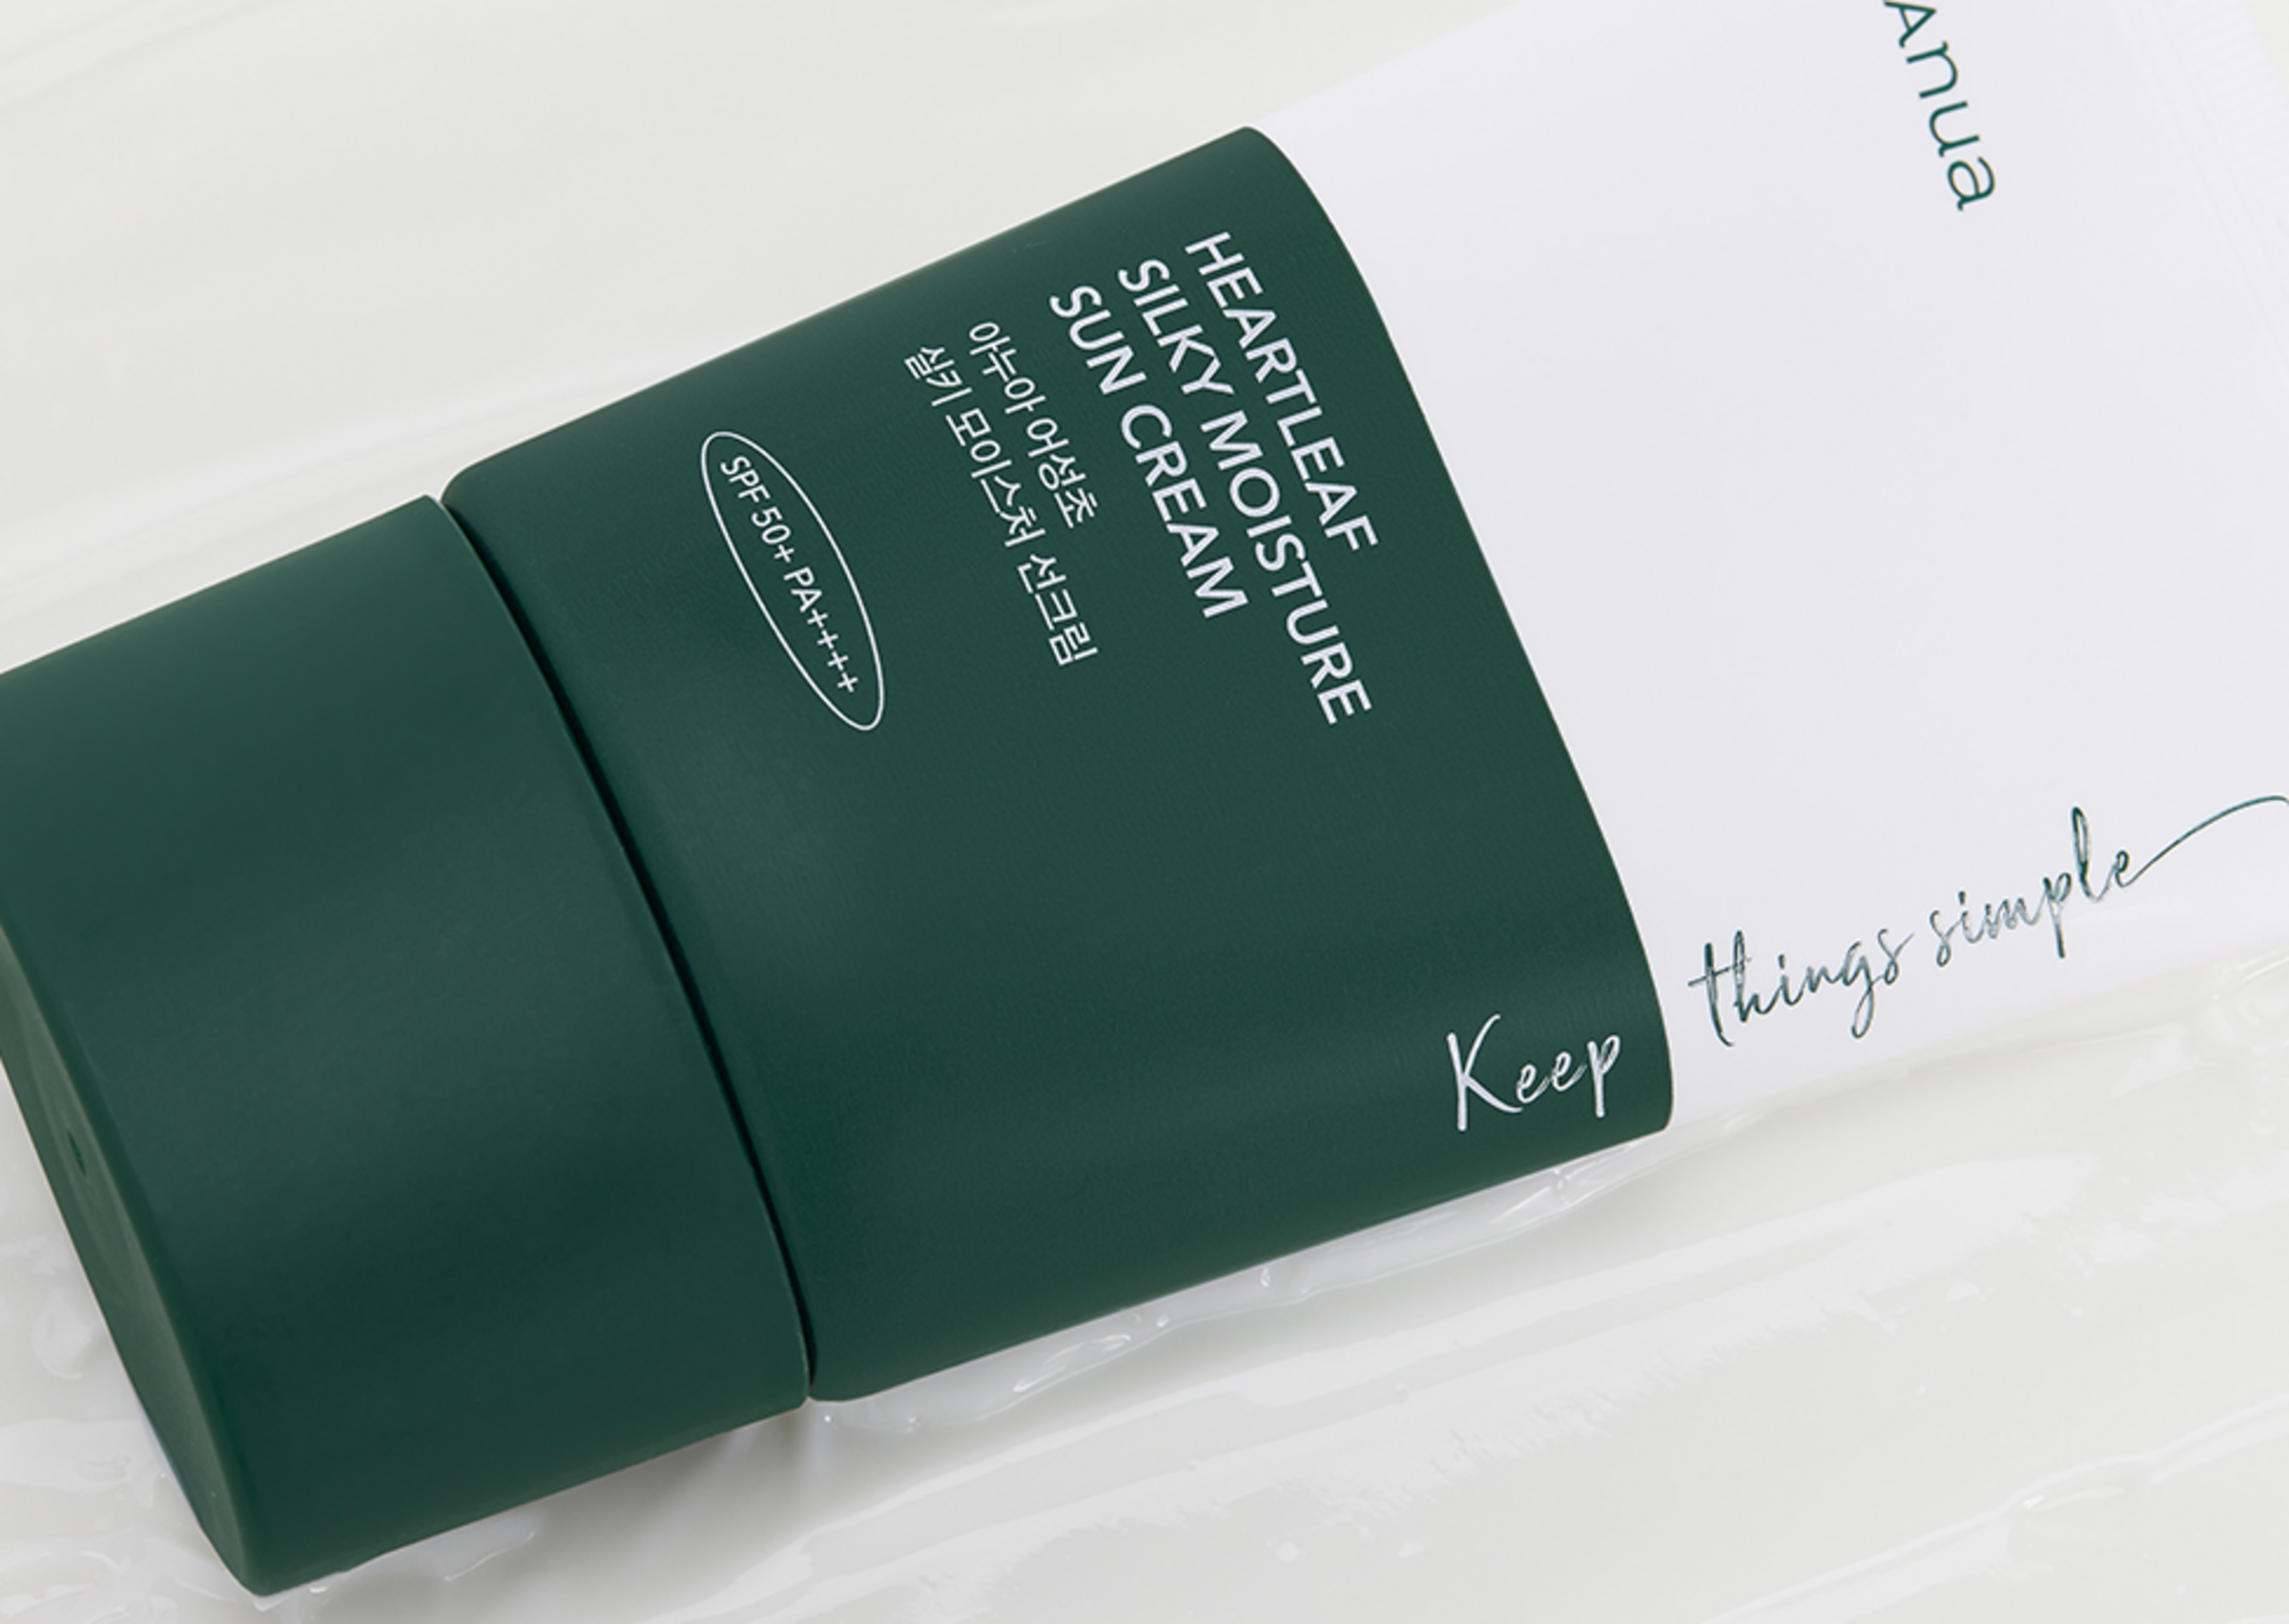 Anua
HEARTLEAF
SILKY MOISTURE
SUN CREAM
아누아 어성초
실키 모이스처 선크림
SPF 50+ PA++++
Keep things simple